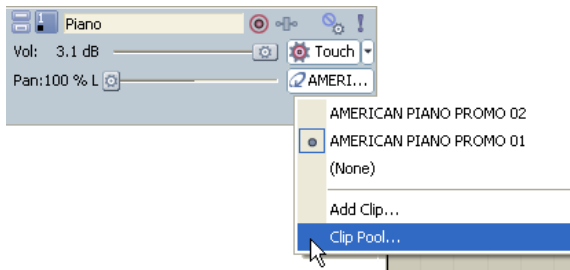 1 Piano
Vol: 3.1 dB Touch
Pan:100 % L AMERI...
AMERICAN PIANO PROMO 02
AMERICAN PIANO PROMO 01
(None)
Add Clip...
Clip Pool...